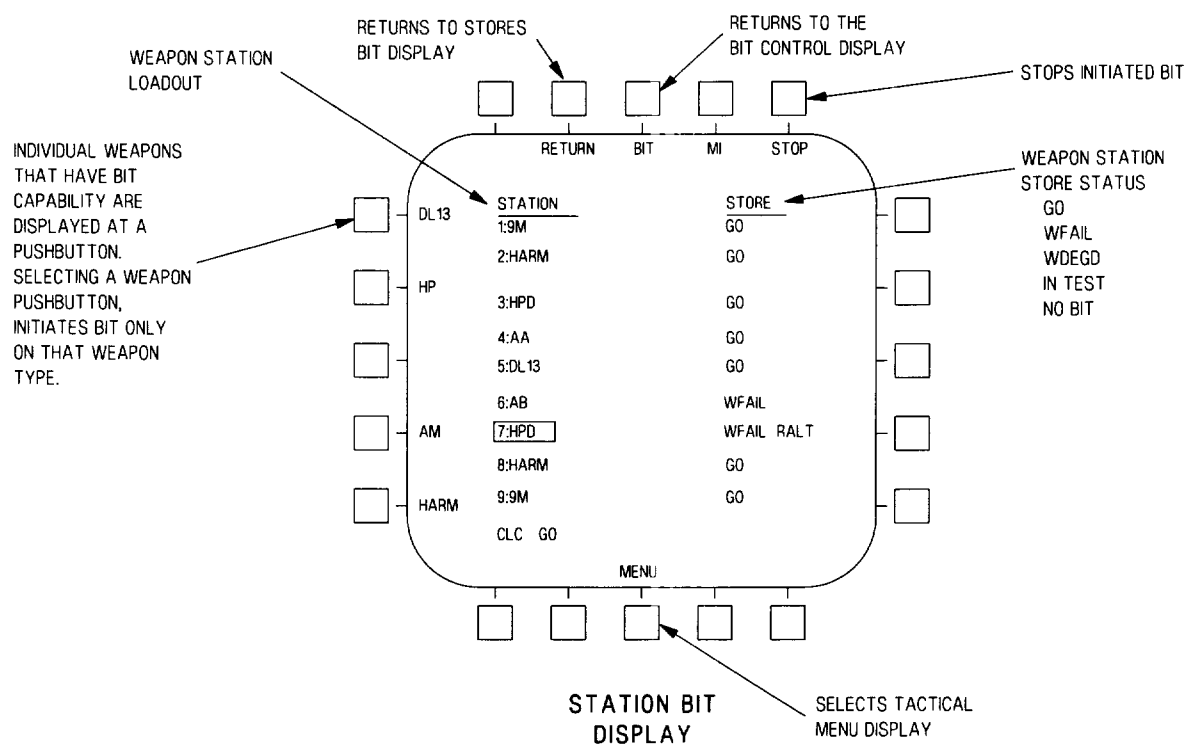 RETURNS TO STORES
BIT DISPLAY
RETURNS TO THE
BIT CONTROL DISPLAY
WEAPON STATION
LOADOUT
STOPS INITIATED BIT
INDIVIDUAL WEAPONS
THAT HAVE BIT
CAPABILITY ARE
DISPLAYED AT A
PUSHBUTTON.
SELECTING A WEAPON
PUSHBUTTON,
INITIATES BIT ONLY
ON THAT WEAPON
TYPE.
RETURN BIT MI STOP
WEAPON STATION
STORE STATUS
GO
WFAIL
WDEGD
IN TEST
NO BIT
DL13
HP
AM
HARM
STATION STORE
1:9M GO
2:HARM GO
3:HPD GO
4:AA GO
5:DL13 GO
6:AB WFAIL
7:HPD WFAIL RALT
8:HARM GO
9:9M GO
CLC GO
MENU
STATION BIT
DISPLAY
SELECTS TACTICAL
MENU DISPLAY